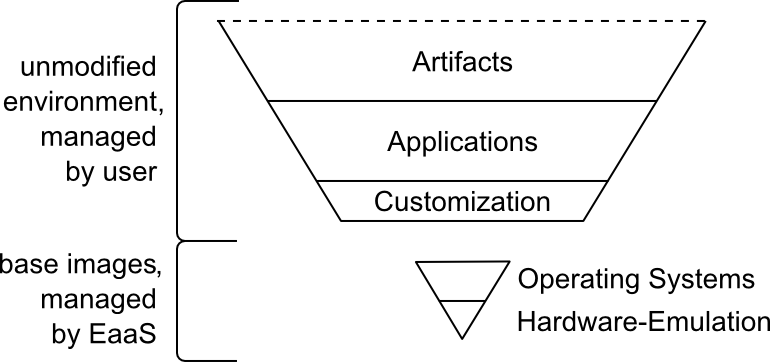 unmodified
environment,
managed
by user
Artifacts
Applications
Customization
base images,
managed
by EaaS
Operating Systems
Hardware-Emulation